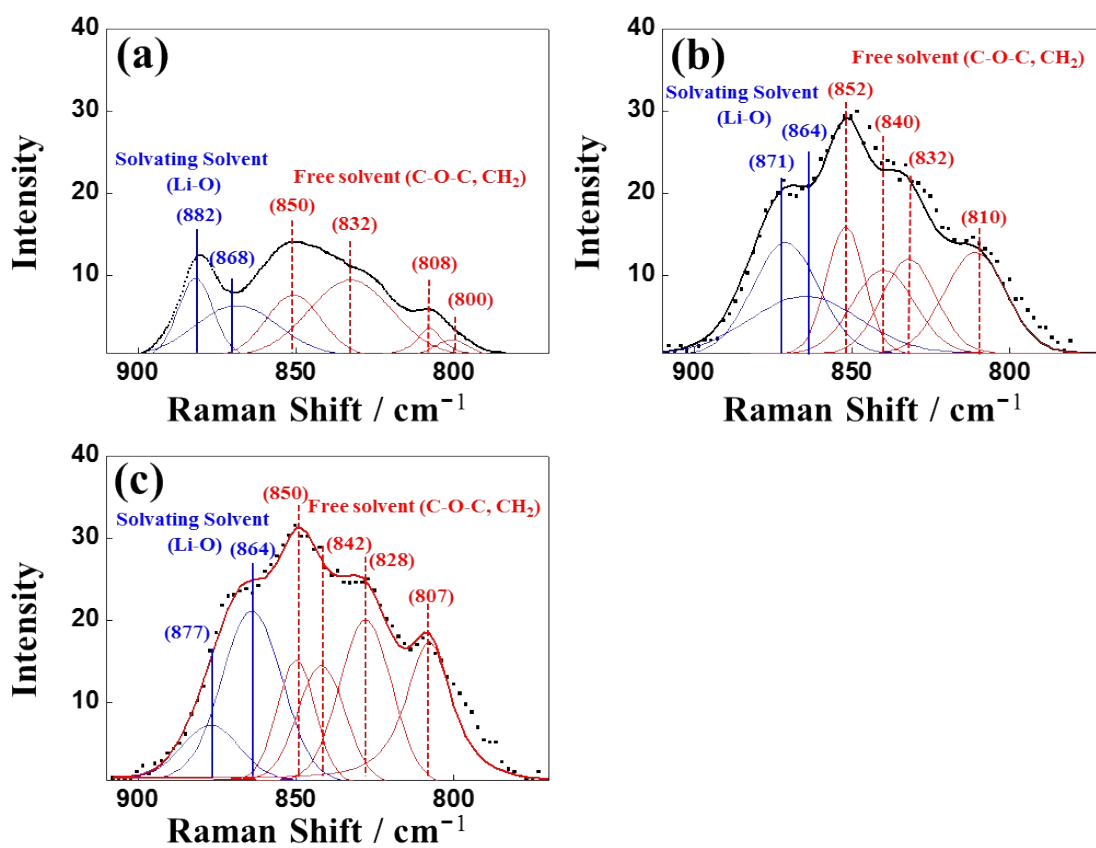 (a)
40
30
20
10
Intensity
Solvating Solvent
(Li-O)
(882)
(868)
Free solvent (C-O-C, CH₂)
(850)
(832)
(808)
(800)
900
850
800
Raman Shift / cm⁻¹
(b)
40
30
20
10
Intensity
Free solvent (C-O-C, CH₂)
Solvating Solvent
(Li-O)
(871)
(864)
(852)
(840)
(832)
(810)
900
850
800
Raman Shift / cm⁻¹
(c)
40
30
20
10
Intensity
Solvating Solvent
(Li-O)
(877)
(864)
(850)
Free solvent (C-O-C, CH₂)
(842)
(828)
(807)
900
850
800
Raman Shift / cm⁻¹